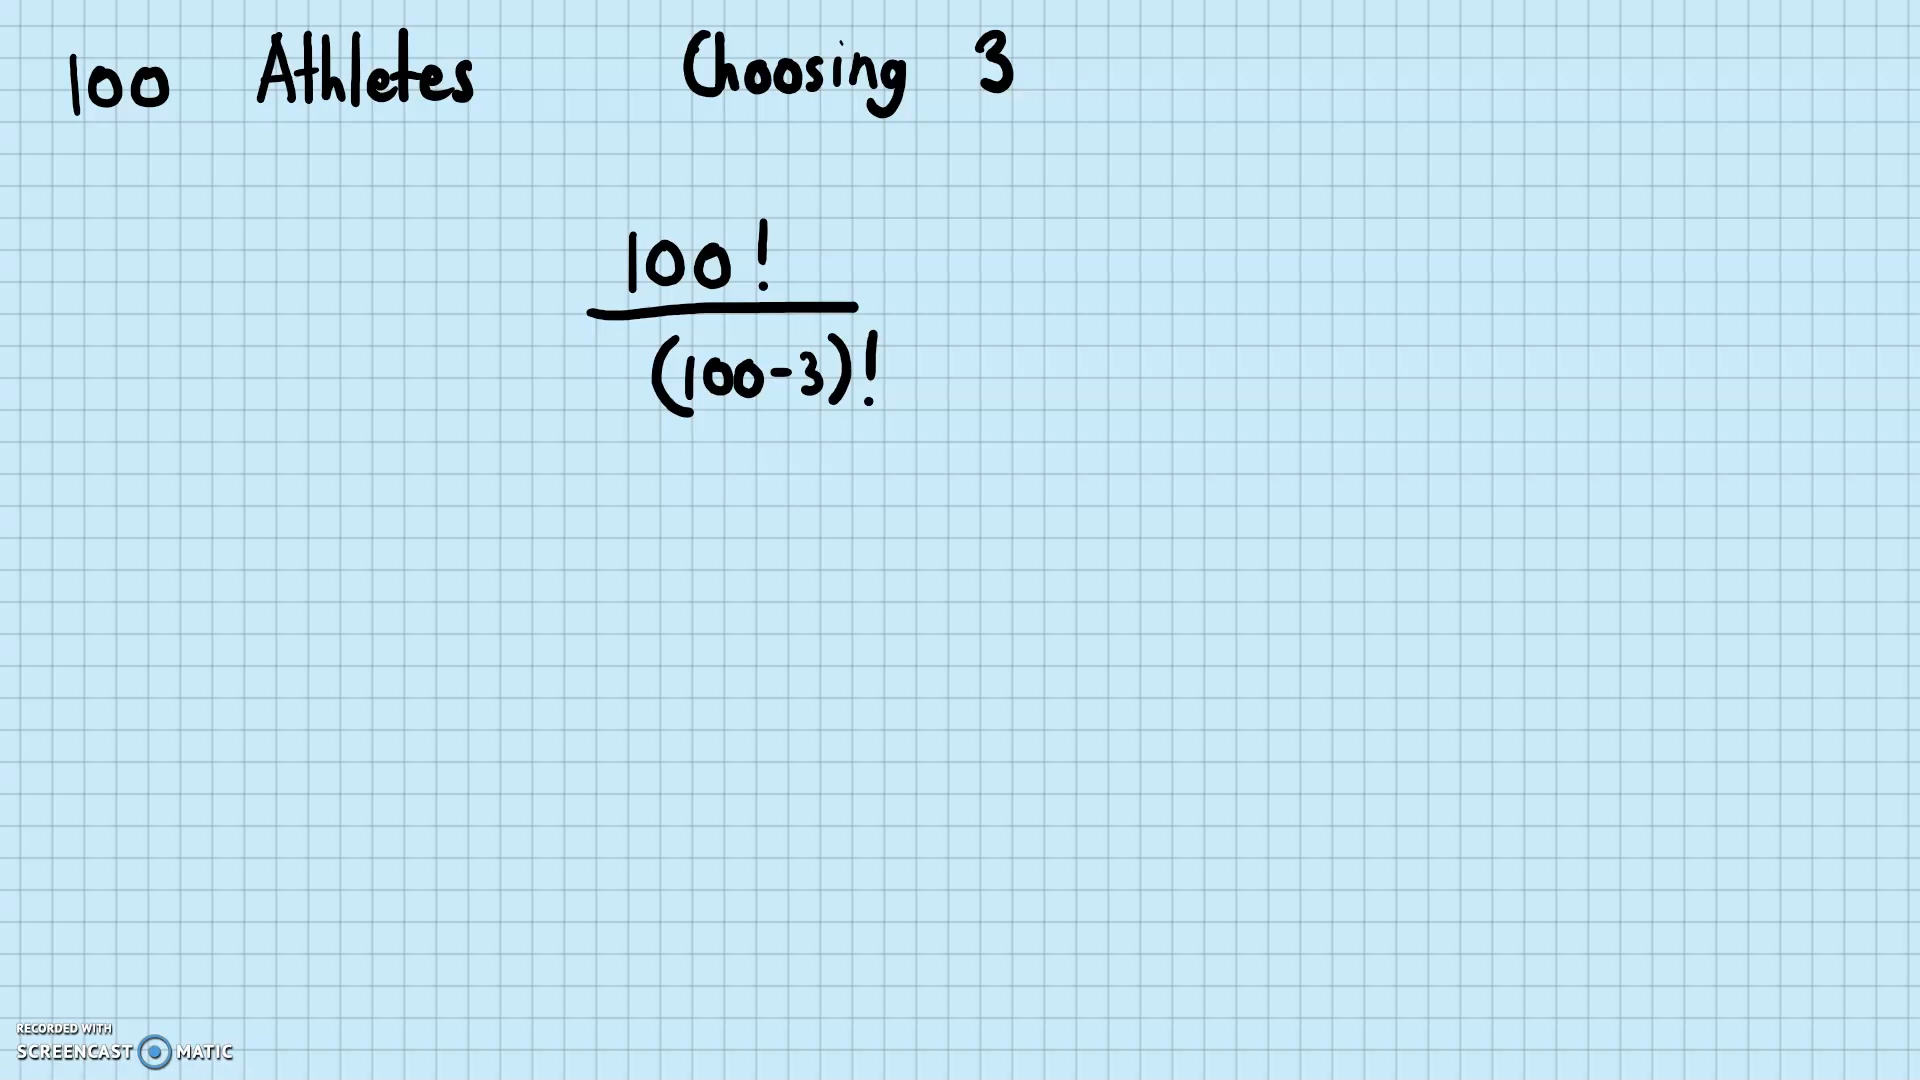 100 Athletes Choosing 3
100!
(100-3)!
RECORDED WITH
SCREENCAST MATIC